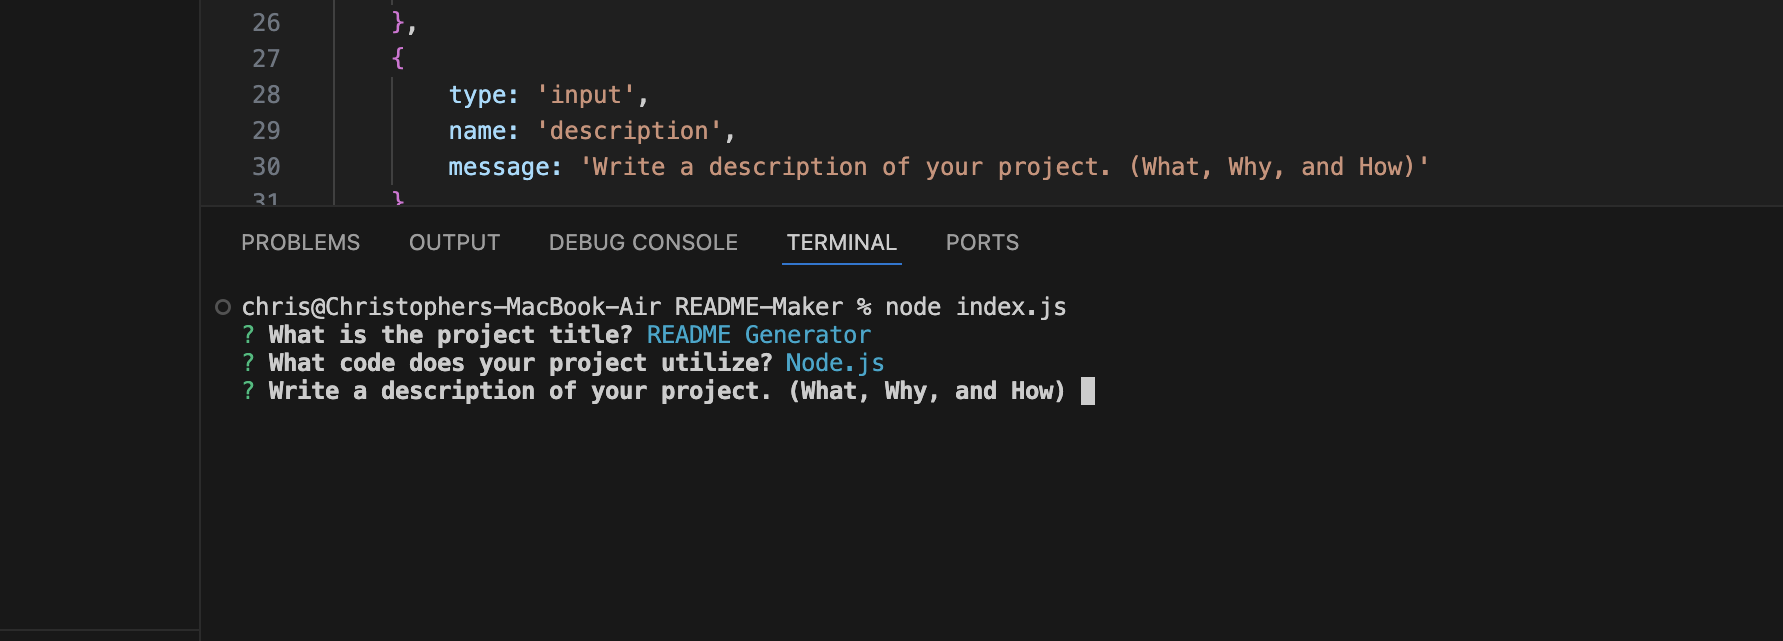 26 },
27 {
28 type: 'input',
29 name: 'description',
30 message: 'Write a description of your project. (What, Why, and How)'
31 }
PROBLEMS OUTPUT DEBUG CONSOLE TERMINAL PORTS
chris@Christophers-MacBook-Air README-Maker % node index.js
? What is the project title? README Generator
? What code does your project utilize? Node.js
? Write a description of your project. (What, Why, and How)